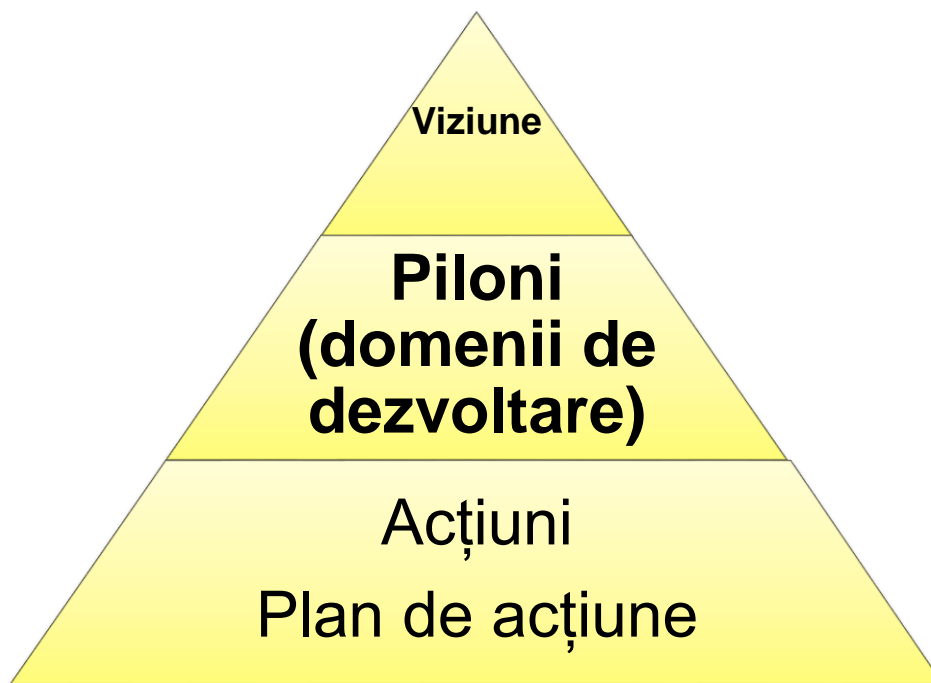 Viziune
Piloni
(domenii de
dezvoltare)
Acțiuni
Plan de acțiune